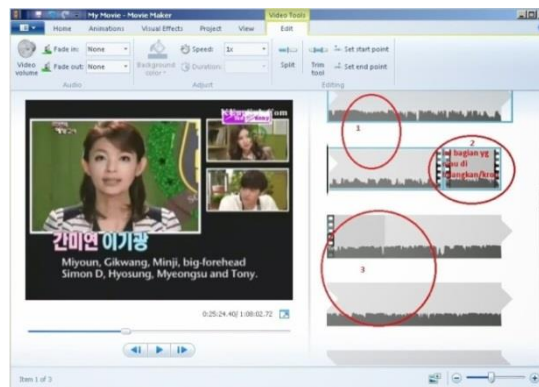 My Movie - Movie Maker
Video Tools
Home
Animations
Visual Effects
Project
View
Edit
Video volume
Fade in: None
Fade out: None
Audio
Background color
Speed: 1x
Duration:
Adjust
Split
Trim tool
Set start point
Set end point
Editing
간미연 이기광
Miyoun, Gikwang, Minji, big-forehead
Simon D, Hyosung, Myeongsu and Tony.
0:25:24.40/1:08:02.72
1
2
bagian yg
di
3
Item 1 of 3